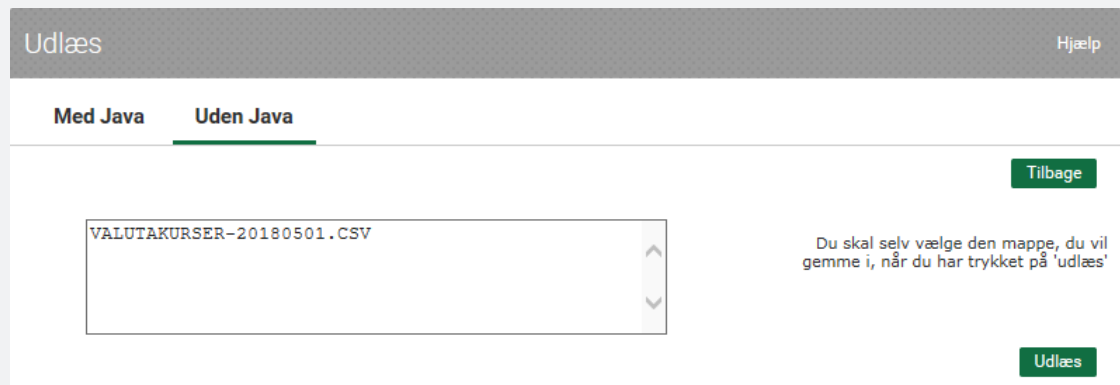 Udlæs
Hjælp
Med Java
Uden Java
Tilbage
VALUTAKURSER-20180501.CSV
Du skal selv vælge den mappe, du vil
gemme i, når du har trykket på 'udlæs'
Udlæs